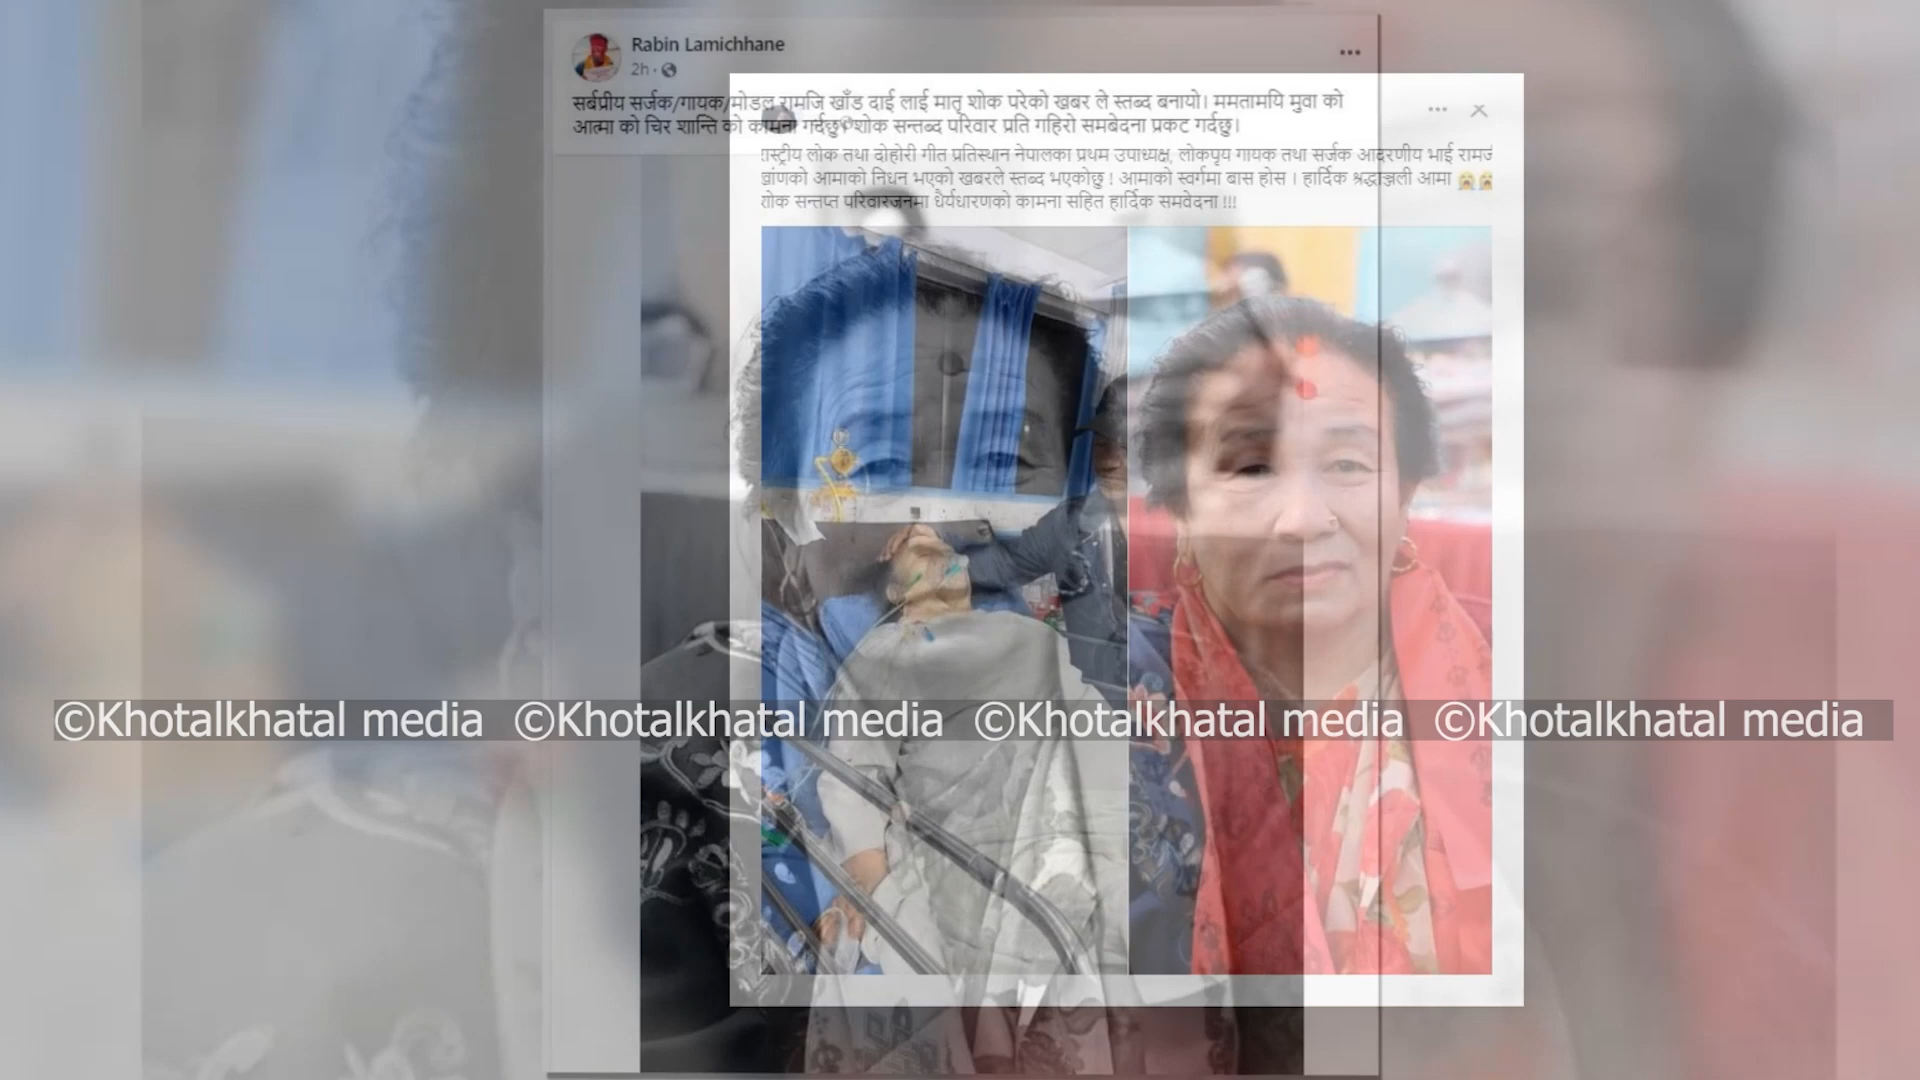 Rabin Lamichhane
2h
सर्बप्रीय सर्जक/गायक/मोडल रामजि खाँड दाई लाई मातृ शोक परेको खबर ले स्तब्द बनायो। ममतामयि मुवा को
आत्मा को चिर शान्ति को कामना गर्दछु। शोक सन्तब्द परिवार प्रति गहिरो समबेदना प्रकट गर्दछु।
रास्ट्रीय लोक तथा दोहोरी गीत प्रतिस्थान नेपालका प्रथम उपाध्यक्ष, लोकपृय गायक तथा सर्जक आदरणीय भाई रामजी
खाणको आमाको निधन भएको खबरले स्तब्द भएकोछु ! आमाको स्वर्गमा बास होस । हार्दिक श्रद्धाञ्जली आमा 😭😭
शोक सन्तप्त परिवारजनमा धैर्यधारणको कामना सहित हार्दिक समवेदना !!!
©Khotalkhatal media ©Khotalkhatal media ©Khotalkhatal media ©Khotalkhatal media